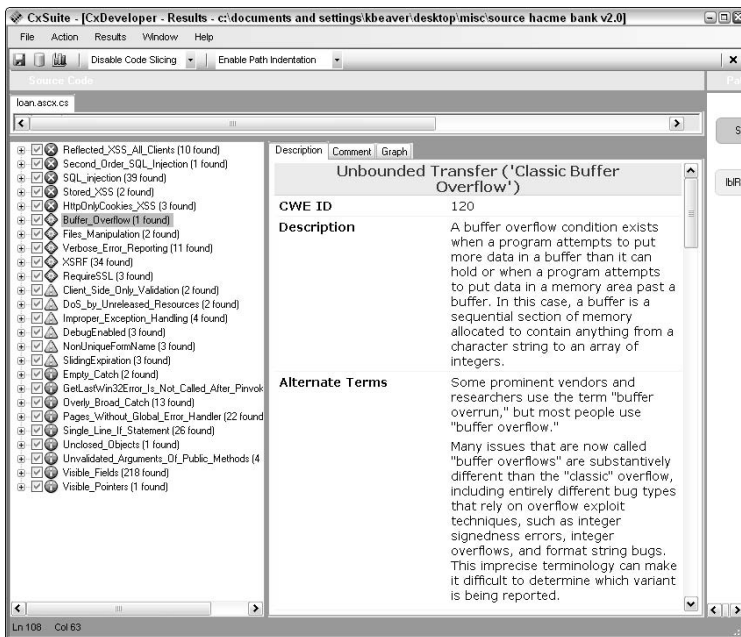 CxSuite - [CxDeveloper - Results - c:\documents and settings\kbeaver\desktop\misc\source hacme bank v2.0]
File Action Results Window Help
Disable Code Slicing Enable Path Indentation
Source Code
loan.ascx.cs
Reflected_XSS_All_Clients (10 found)
Second_Order_SQL_Injection (1 found)
SQL_injection (39 found)
Stored_XSS (2 found)
HttpOnlyCookies_XSS (3 found)
Buffer_Overflow (1 found)
Files_Manipulation (2 found)
Verbose_Error_Reporting (11 found)
XSRF (34 found)
RequireSSL (3 found)
Client_Side_Only_Validation (2 found)
DoS_by_Unreleased_Resources (2 found)
Improper_Exception_Handling (4 found)
DebugEnabled (3 found)
NonUniqueFormName (3 found)
SlidingExpiration (3 found)
Empty_Catch (2 found)
GetLastWin32Error_Is_Not_Called_After_Pinvok
Overly_Broad_Catch (13 found)
Pages_Without_Global_Error_Handler (22 found
Single_Line_If_Statement (26 found)
Unclosed_Objects (1 found)
Unvalidated_Arguments_Of_Public_Methods (4
Visible_Fields (218 found)
Visible_Pointers (1 found)
Description Comment Graph
Unbounded Transfer ('Classic Buffer
Overflow')
CWE ID 120
Description A buffer overflow condition exists
when a program attempts to put
more data in a buffer than it can
hold or when a program attempts
to put data in a memory area past a
buffer. In this case, a buffer is a
sequential section of memory
allocated to contain anything from a
character string to an array of
integers.
Alternate Terms Some prominent vendors and
researchers use the term "buffer
overrun," but most people use
"buffer overflow."
Many issues that are now called
"buffer overflows" are substantively
different than the "classic" overflow,
including entirely different bug types
that rely on overflow exploit
techniques, such as integer
signedness errors, integer
overflows, and format string bugs.
This imprecise terminology can make
it difficult to determine which variant
is being reported.
Pa
S
lblR
Ln 108 Col 63